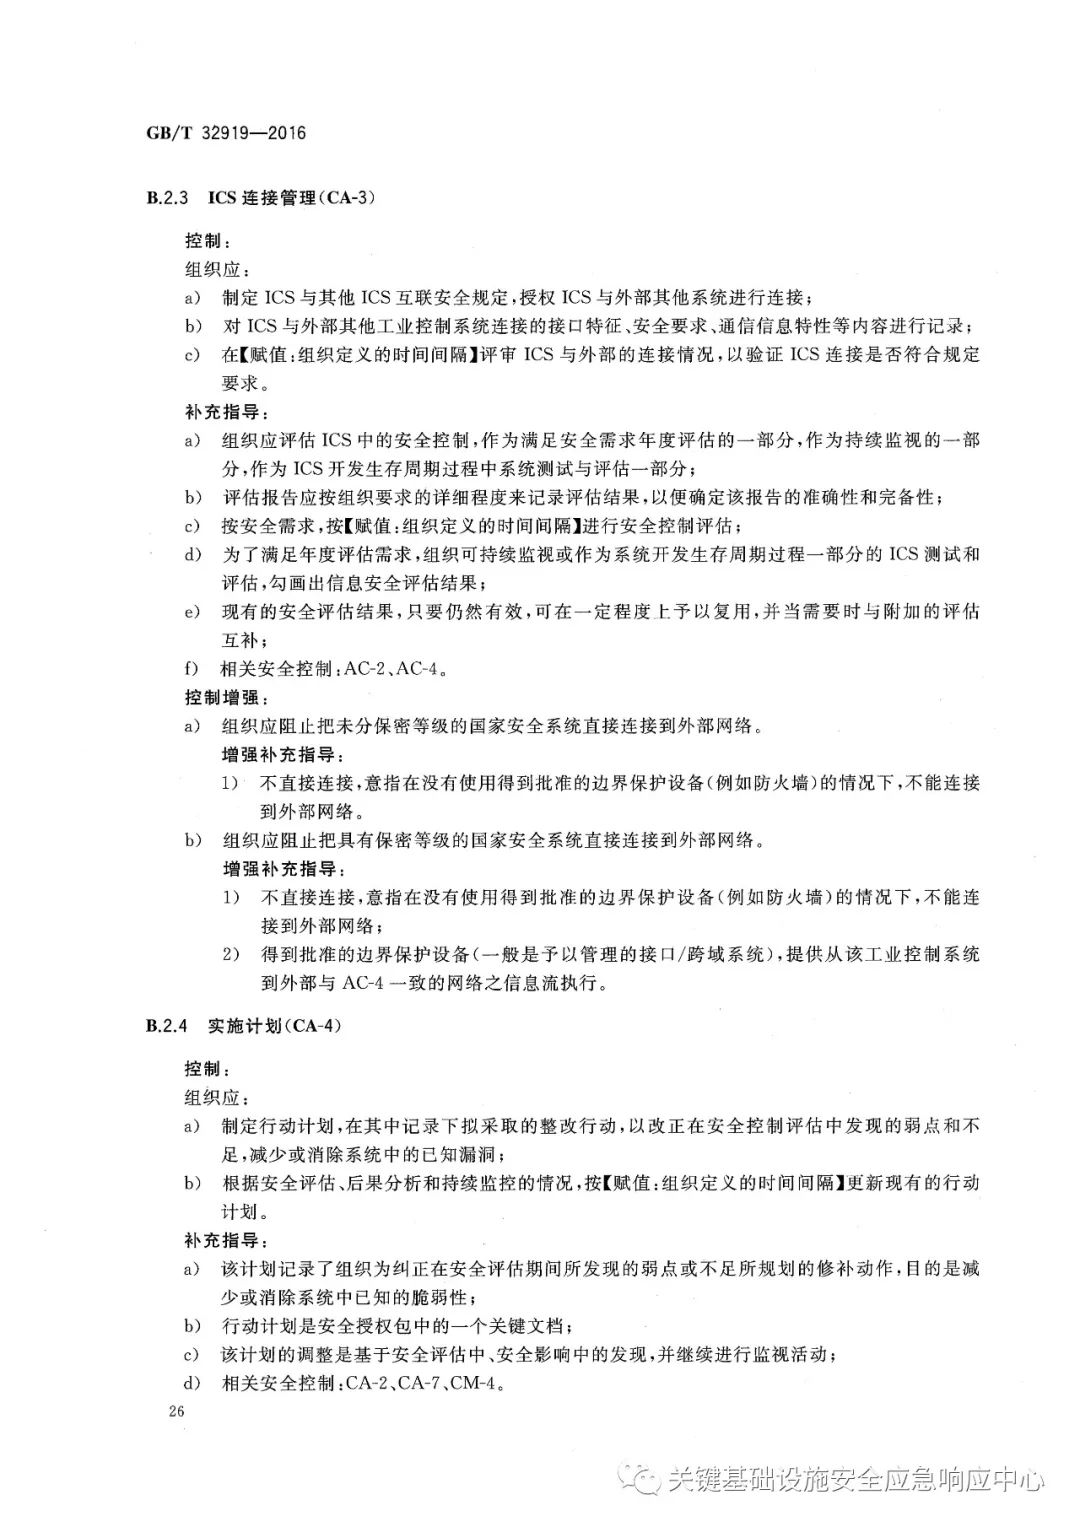 GB/T 32919—2016
B.2.3 ICS 连接管理(CA-3)
控制:
组织应:
a) 制定 ICS 与其他 ICS 互联安全规定,授权 ICS 与外部其他系统进行连接;
b) 对 ICS 与外部其他工业控制系统连接的接口特征、安全要求、通信信息特性等内容进行记录;
c) 在【赋值:组织定义的时间间隔】评审 ICS 与外部的连接情况,以验证 ICS 连接是否符合规定
要求。
补充指导:
a) 组织应评估 ICS 中的安全控制,作为满足安全需求年度评估的一部分,作为持续监视的一部
分,作为 ICS 开发生存周期过程中系统测试与评估一部分;
b) 评估报告应按组织要求的详细程度来记录评估结果,以便确定该报告的准确性和完备性;
c) 按安全需求,按【赋值:组织定义的时间间隔】进行安全控制评估;
d) 为了满足年度评估需求,组织可持续监视或作为系统开发生存周期过程一部分的 ICS 测试和
评估,勾画出信息安全评估结果;
e) 现有的安全评估结果,只要仍然有效,可在一定程度上予以复用,并当需要时与附加的评估
互补;
f) 相关安全控制:AC-2、AC-4。
控制增强:
a) 组织应阻止把未分保密等级的国家安全系统直接连接到外部网络。
增强补充指导:
1) 不直接连接,意指在没有使用得到批准的边界保护设备(例如防火墙)的情况下,不能连接
到外部网络。
b) 组织应阻止把具有保密等级的国家安全系统直接连接到外部网络。
增强补充指导:
1) 不直接连接,意指在没有使用得到批准的边界保护设备(例如防火墙)的情况下,不能连
接到外部网络;
2) 得到批准的边界保护设备(一般是予以管理的接口/跨域系统),提供从该工业控制系统
到外部与 AC-4 一致的网络之信息流执行。
B.2.4 实施计划(CA-4)
控制:
组织应:
a) 制定行动计划,在其中记录下拟采取的整改行动,以改正在安全控制评估中发现的弱点和不
足,减少或消除系统中的已知漏洞;
b) 根据安全评估、后果分析和持续监控的情况,按【赋值:组织定义的时间间隔】更新现有的行动
计划。
补充指导:
a) 该计划记录了组织为纠正在安全评估期间所发现的弱点或不足所规划的修补动作,目的是减
少或消除系统中已知的脆弱性;
b) 行动计划是安全授权包中的一个关键文档;
c) 该计划的调整是基于安全评估中、安全影响中的发现,并继续进行监视活动;
d) 相关安全控制:CA-2、CA-7、CM-4。
26
关键基础设施安全应急响应中心